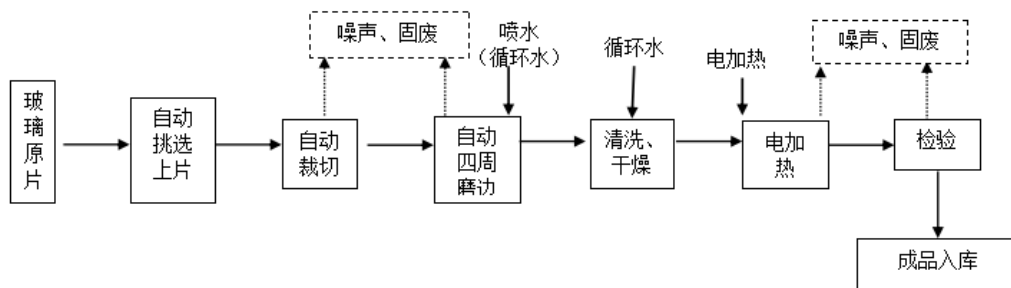 噪声、固废
喷水
（循环水）
循环水
电加热
噪声、固废
玻
璃
原
片
自动
挑选
上片
自动
裁切
自动
四周
磨边
清洗、
干燥
电加
热
检验
成品入库